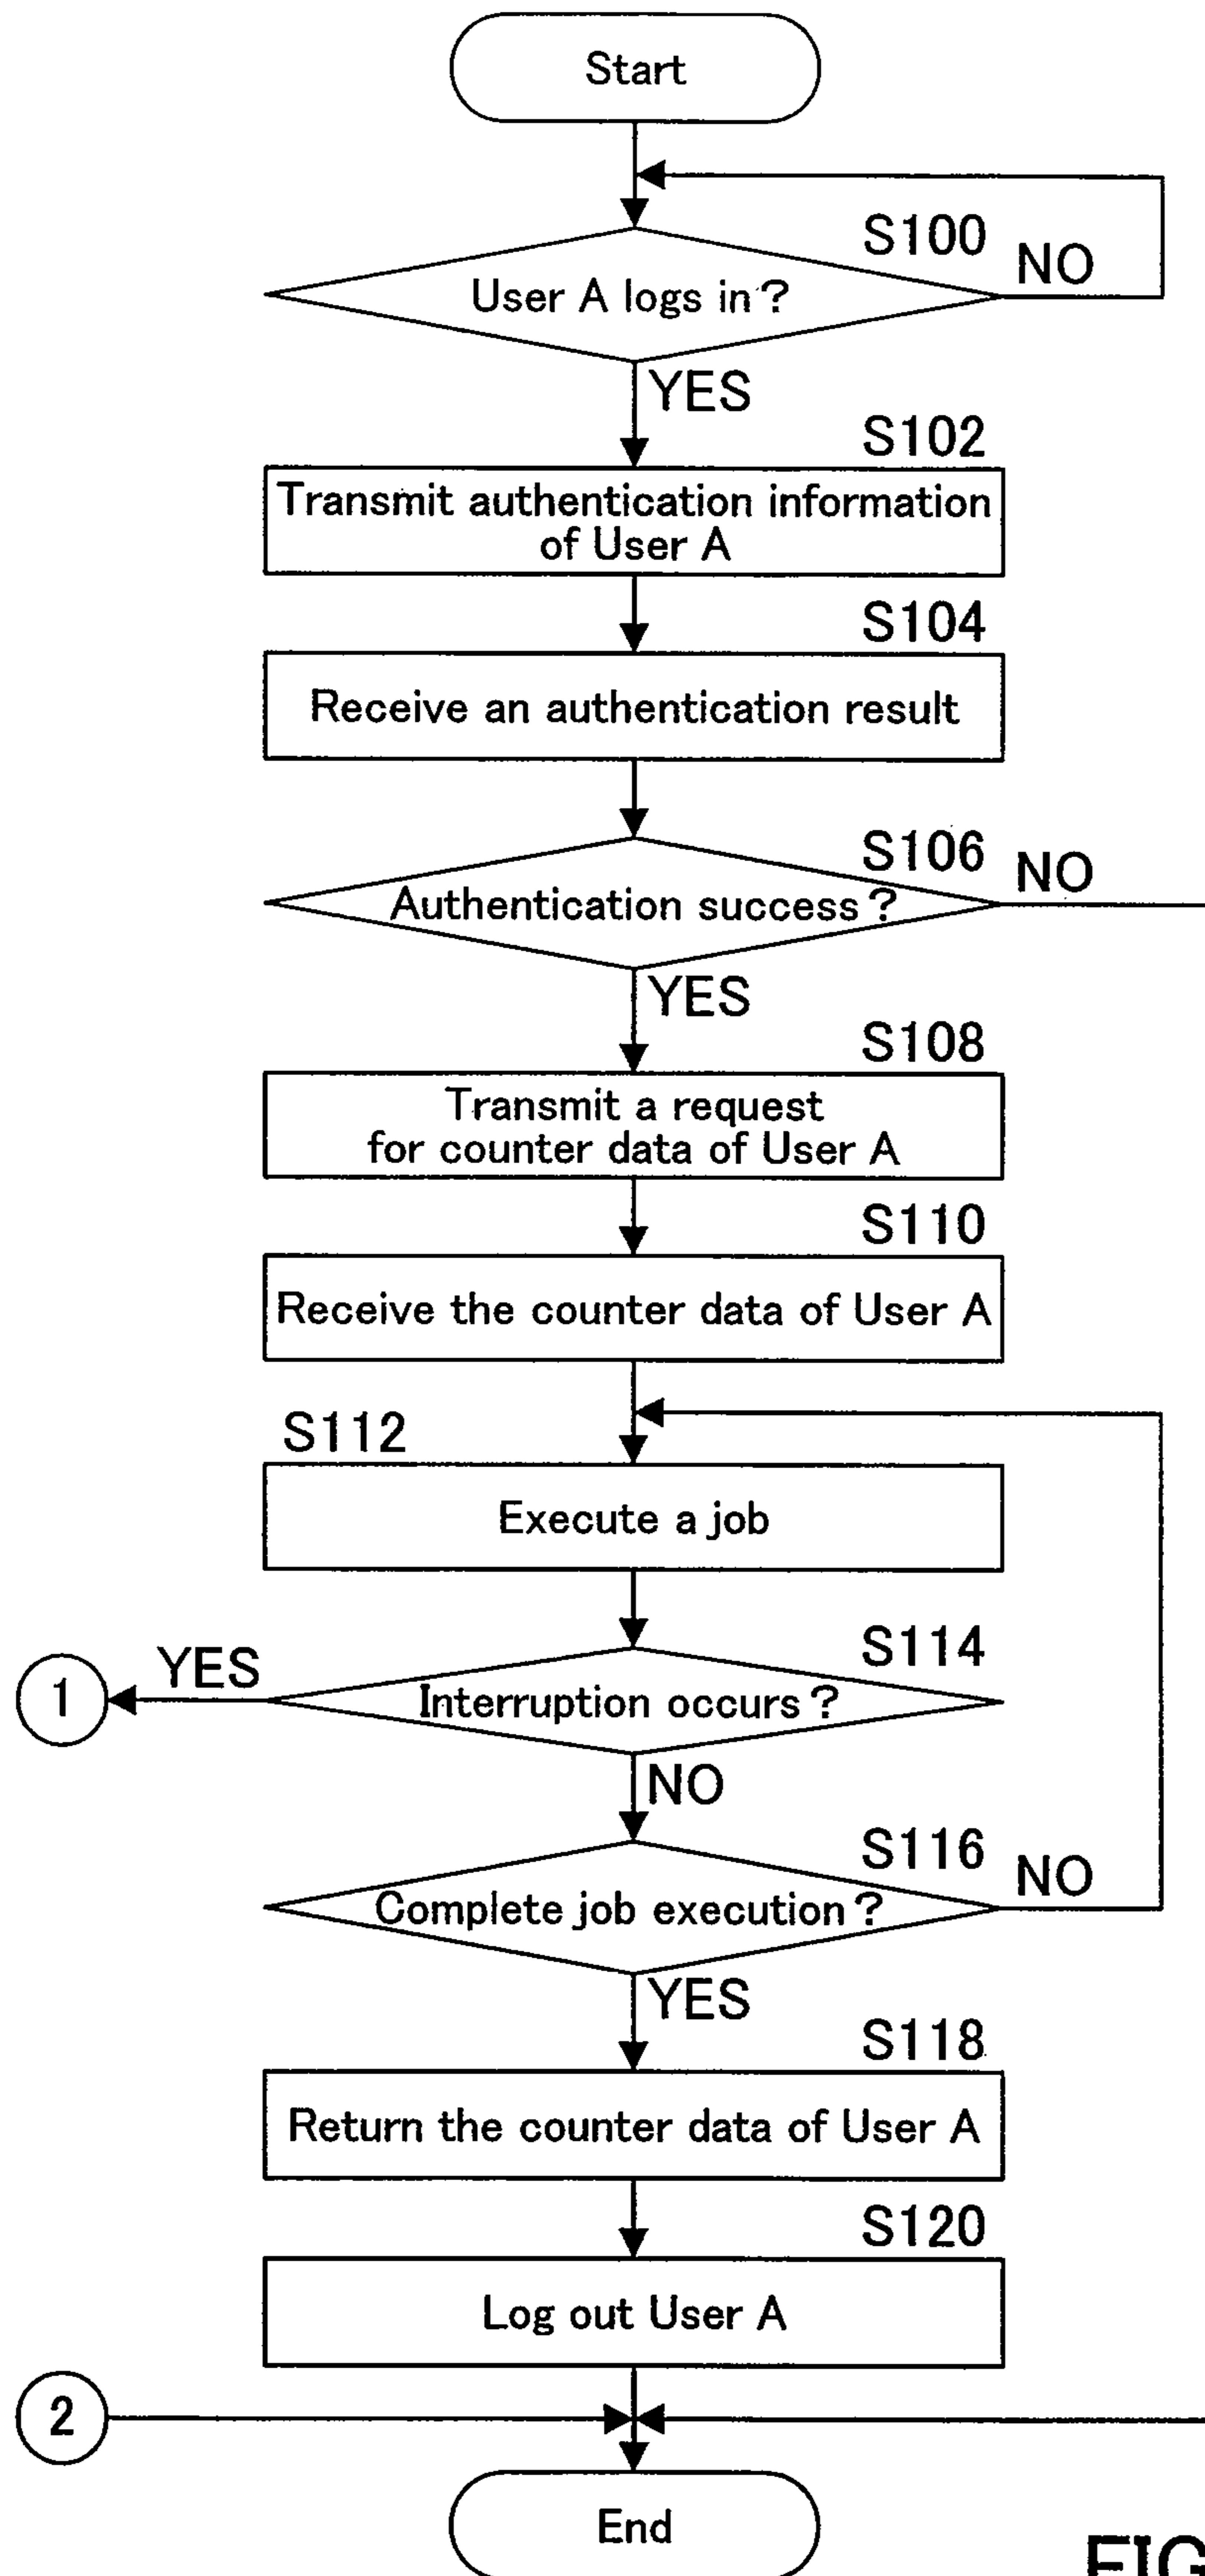 Start
S100
NO
User A logs in?
YES
S102
Transmit authentication information
of User A
S104
Receive an authentication result
S106
NO
Authentication success?
YES
S108
Transmit a request
for counter data of User A
S110
Receive the counter data of User A
S112
Execute a job
S114
YES
1
Interruption occurs?
NO
S116
NO
Complete job execution?
YES
S118
Return the counter data of User A
S120
Log out User A
2
End
FIG